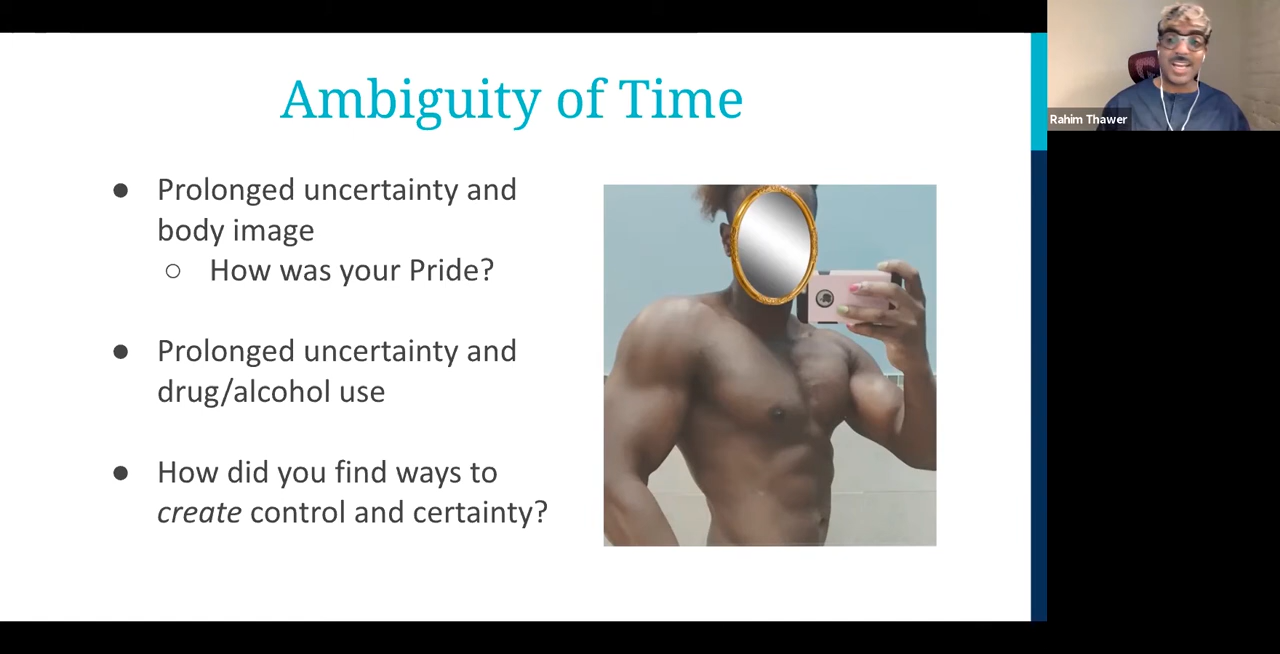 Ambiguity of Time
● Prolonged uncertainty and
body image
○ How was your Pride?
● Prolonged uncertainty and
drug/alcohol use
● How did you find ways to
create control and certainty?
Rahim Thawer